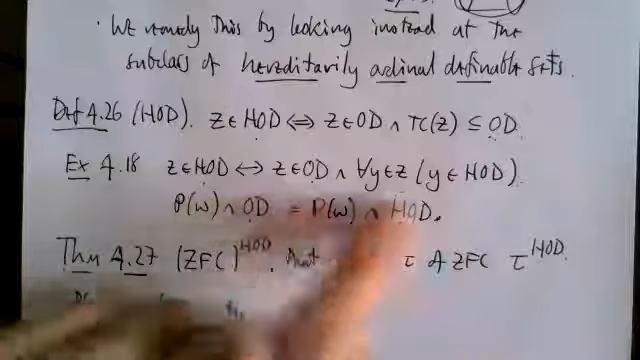 · We remedy this by looking instead at the
subclass of hereditarily ordinal definable sets.
Def 4.26 (HOD). z ∈ HOD ⟺ z ∈ OD ∧ TC(z) ⊆ OD.
Ex 4.18 z ∈ HOD ↔ z ∈ OD ∧ ∀y ∈ z (y ∈ HOD).
P(ω) ∩ OD = P(ω) ∩ HOD.
Thm 4.27 (ZFC)^HOD. that τ of ZFC τ^HOD.